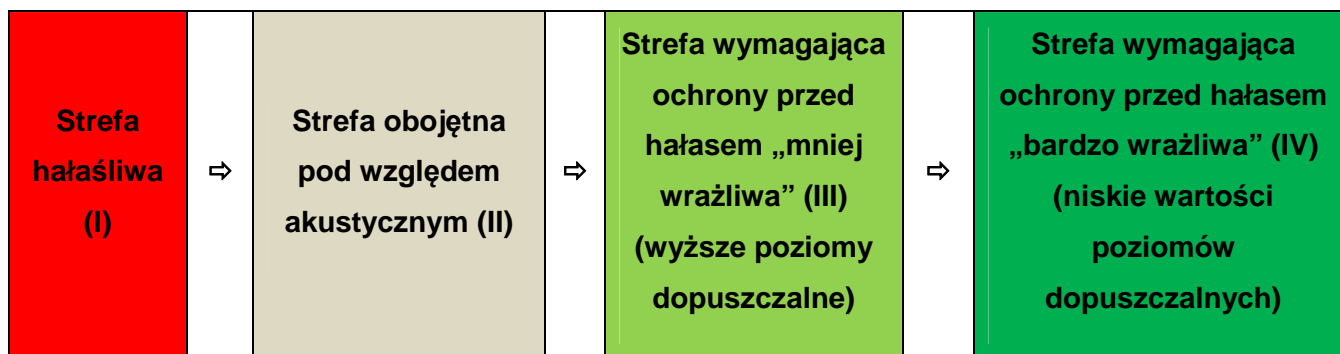 Strefa
hałaśliwa
(I)
⇨
Strefa obojętna
pod względem
akustycznym (II)
⇨
Strefa wymagająca
ochrony przed
hałasem „mniej
wrażliwa” (III)
(wyższe poziomy
dopuszczalne)
⇨
Strefa wymagająca
ochrony przed hałasem
„bardzo wrażliwa” (IV)
(niskie wartości
poziomów
dopuszczalnych)